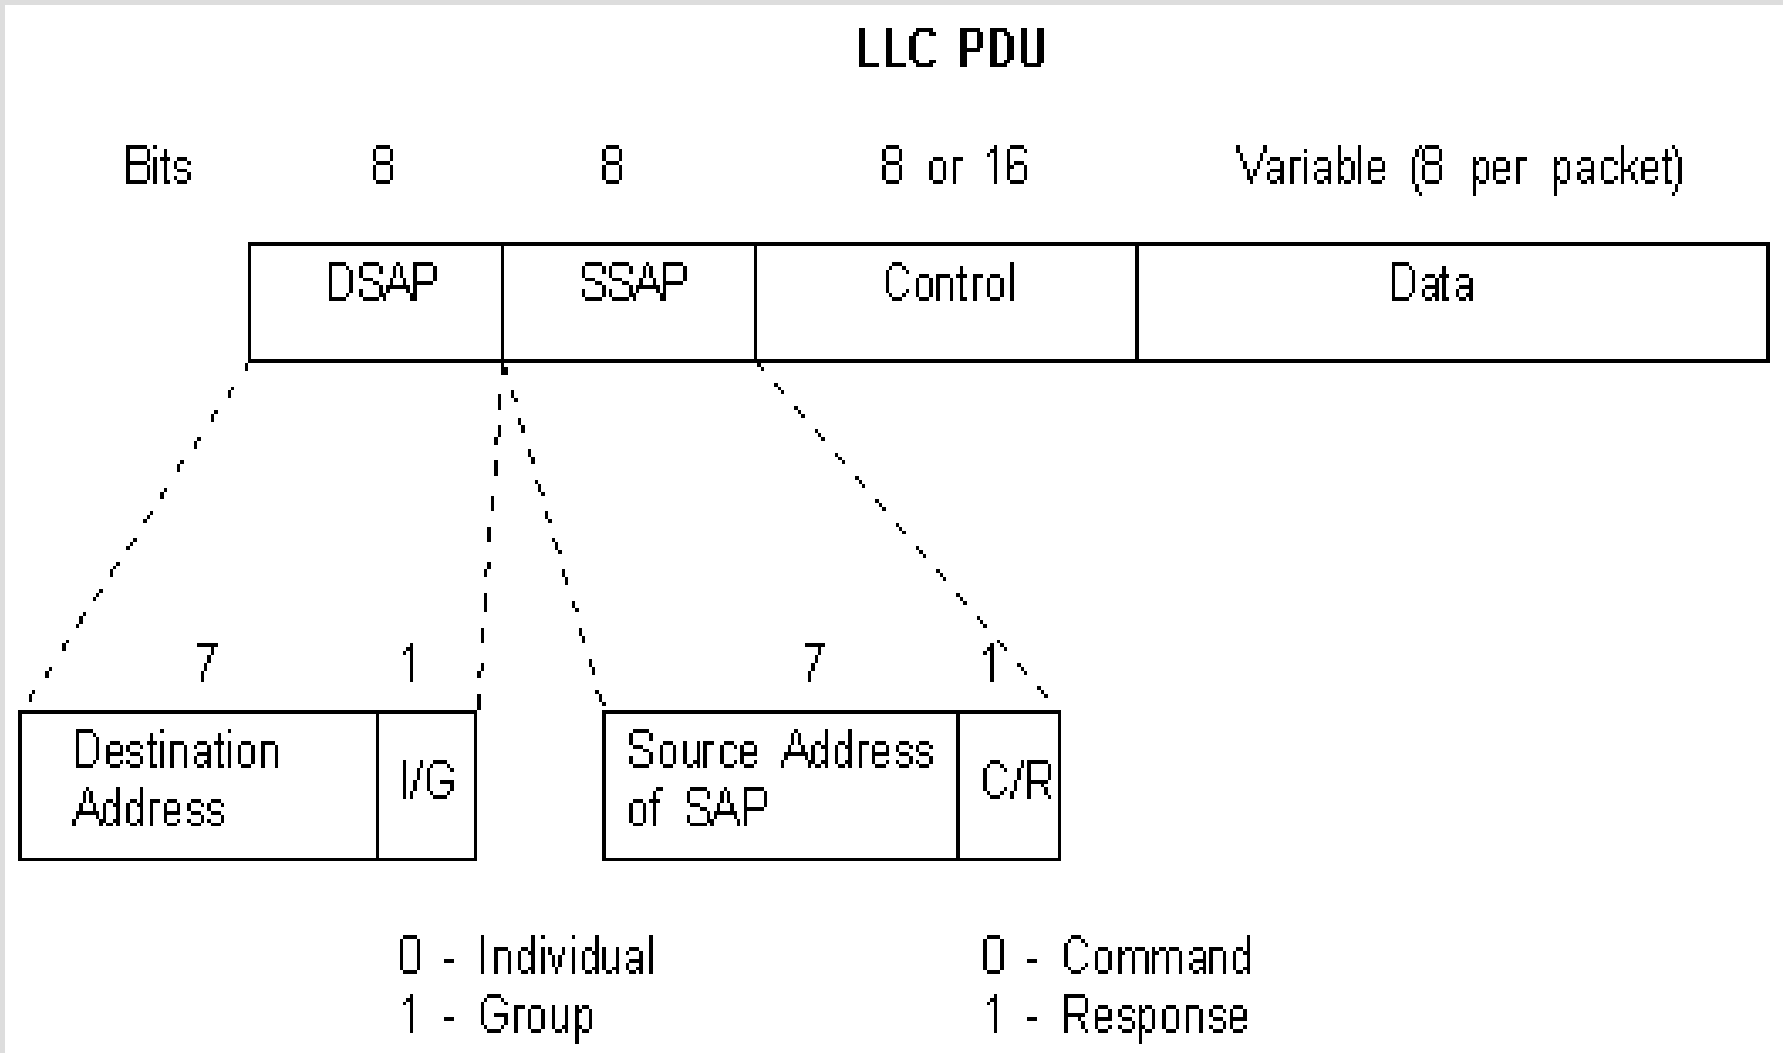 LLC PDU
Bits 8 8 8 or 16 Variable (8 per packet)
DSAP SSAP Control Data
7 1 7 1
Destination Address I/G Source Address of SAP C/R
0 - Individual 0 - Command
1 - Group 1 - Response